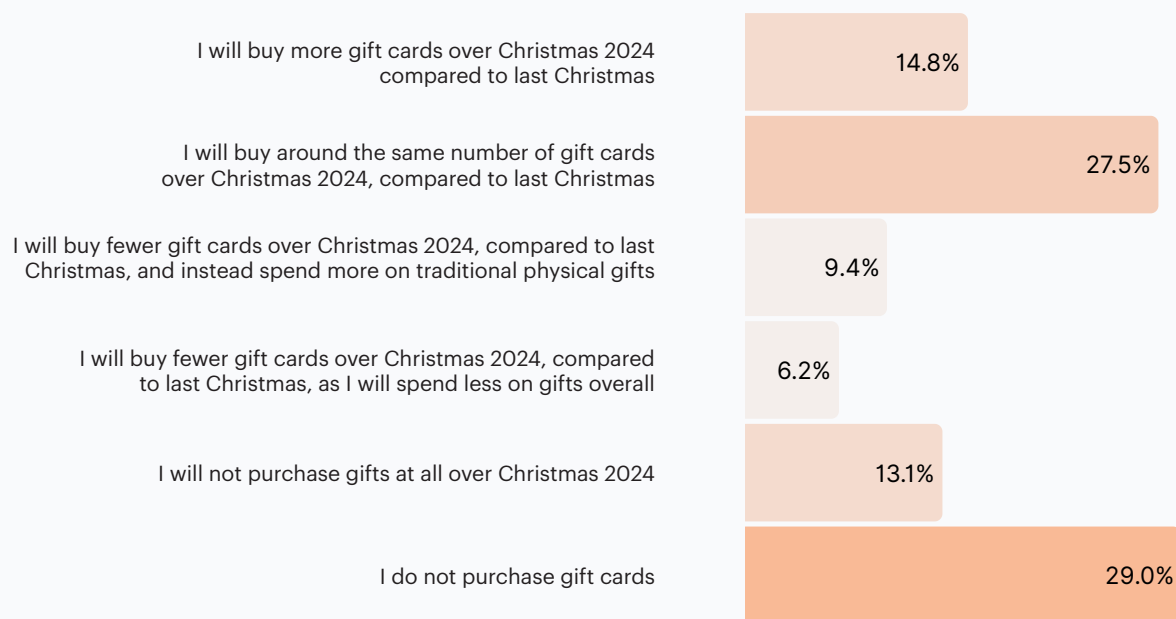 I will buy more gift cards over Christmas 2024
compared to last Christmas
14.8%
I will buy around the same number of gift cards
over Christmas 2024, compared to last Christmas
27.5%
I will buy fewer gift cards over Christmas 2024, compared to last
Christmas, and instead spend more on traditional physical gifts
9.4%
I will buy fewer gift cards over Christmas 2024, compared
to last Christmas, as I will spend less on gifts overall
6.2%
I will not purchase gifts at all over Christmas 2024
13.1%
I do not purchase gift cards
29.0%